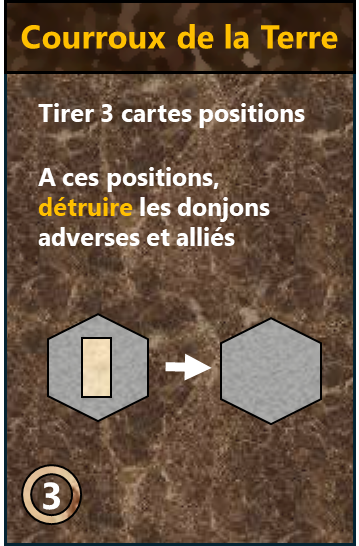 Courroux de la Terre
Tirer 3 cartes positions
A ces positions,
détruire les donjons
adverses et alliés
3